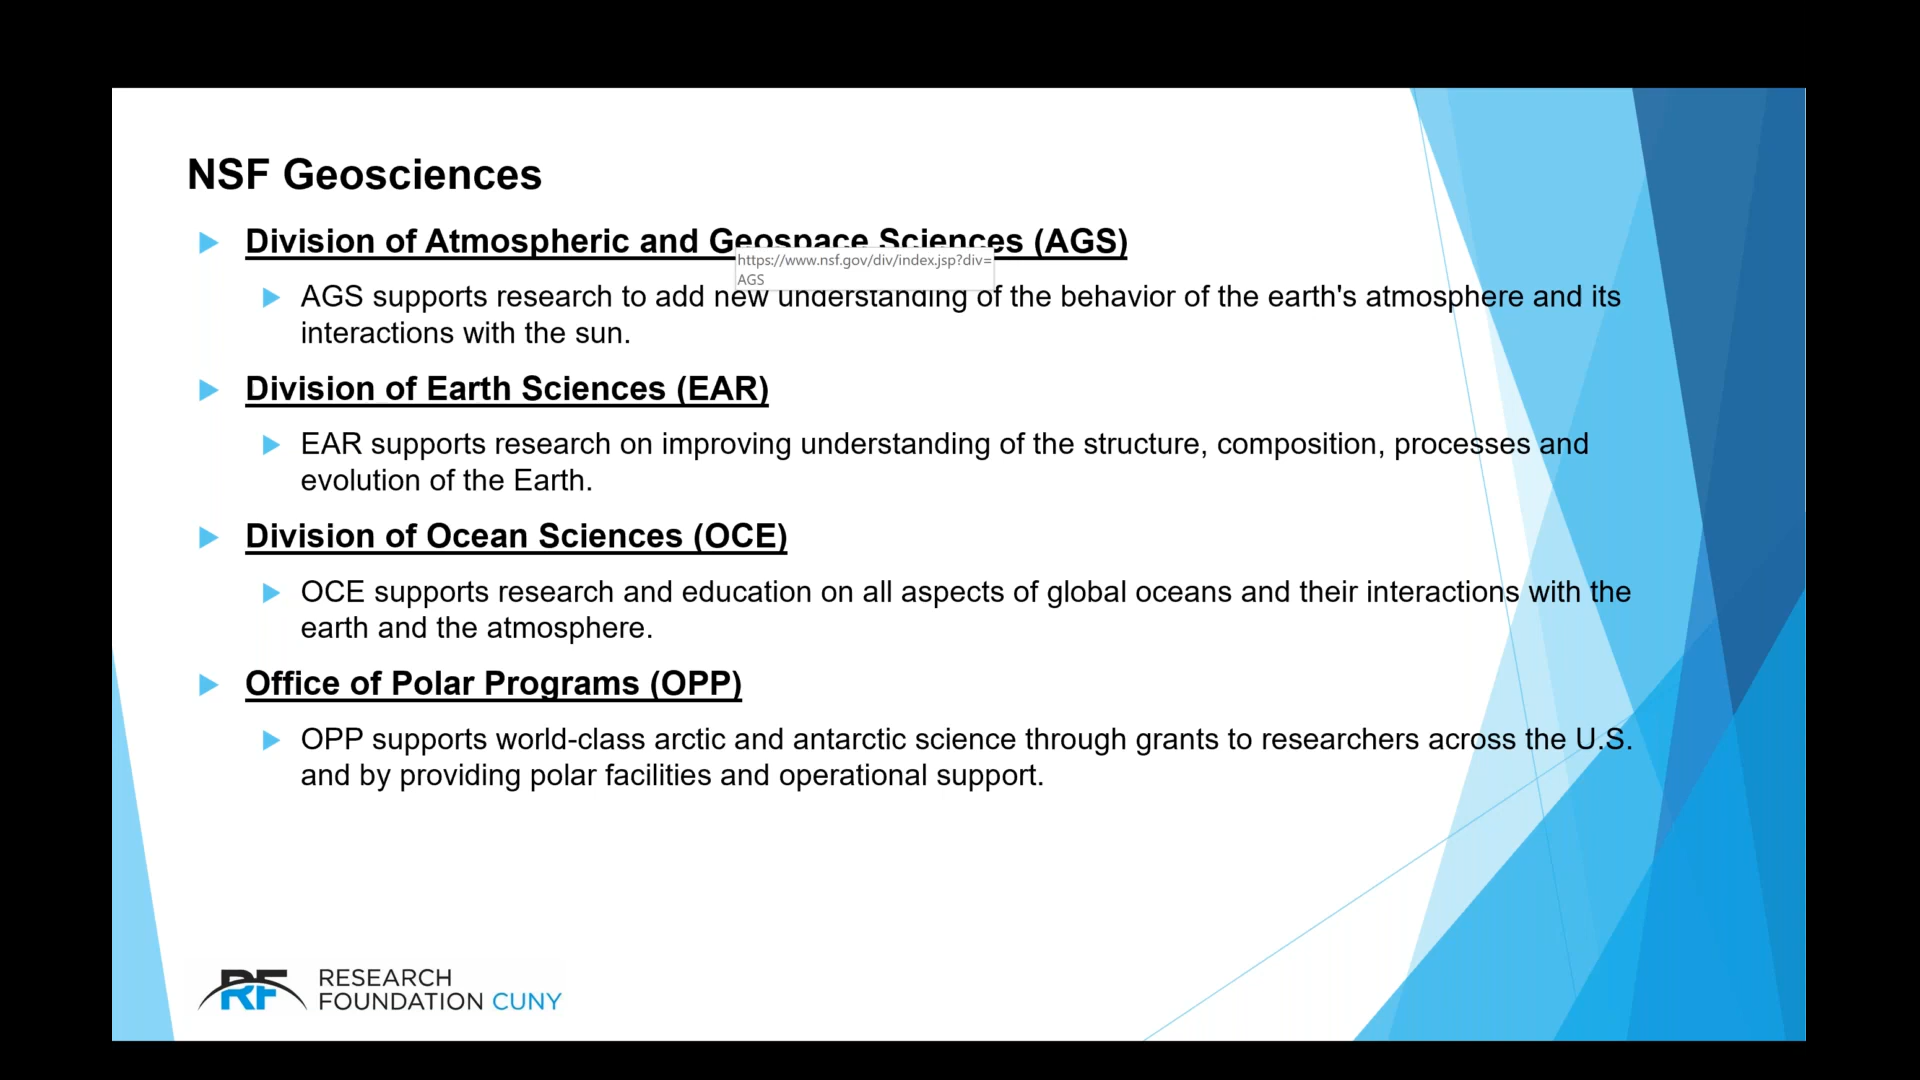 NSF Geosciences
Division of Atmospheric and Geospace Sciences (AGS)
https://www.nsf.gov/div/index.jsp?div=
AGS
AGS supports research to add new understanding of the behavior of the earth's atmosphere and its
interactions with the sun.
Division of Earth Sciences (EAR)
EAR supports research on improving understanding of the structure, composition, processes and
evolution of the Earth.
Division of Ocean Sciences (OCE)
OCE supports research and education on all aspects of global oceans and their interactions with the
earth and the atmosphere.
Office of Polar Programs (OPP)
OPP supports world-class arctic and antarctic science through grants to researchers across the U.S.
and by providing polar facilities and operational support.
RF
RESEARCH
FOUNDATION CUNY